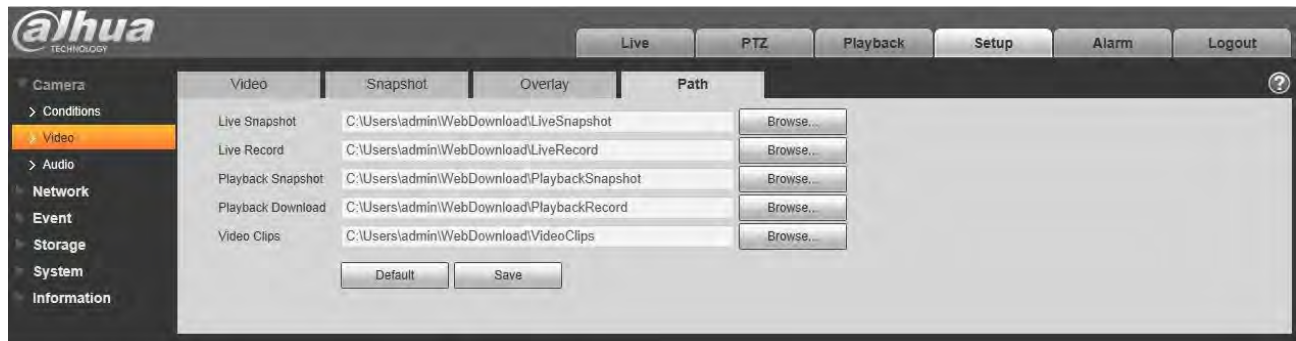 alhua
TECHNOLOGY
Live PTZ Playback Setup Alarm Logout
Camera
Conditions
Video
Audio
Network
Event
Storage
System
Information
Video Snapshot Overlay Path
?
Live Snapshot C:\Users\admin\WebDownload\LiveSnapshot Browse...
Live Record C:\Users\admin\WebDownload\LiveRecord Browse...
Playback Snapshot C:\Users\admin\WebDownload\PlaybackSnapshot Browse...
Playback Download C:\Users\admin\WebDownload\PlaybackRecord Browse...
Video Clips C:\Users\admin\WebDownload\VideoClips Browse...
Default Save